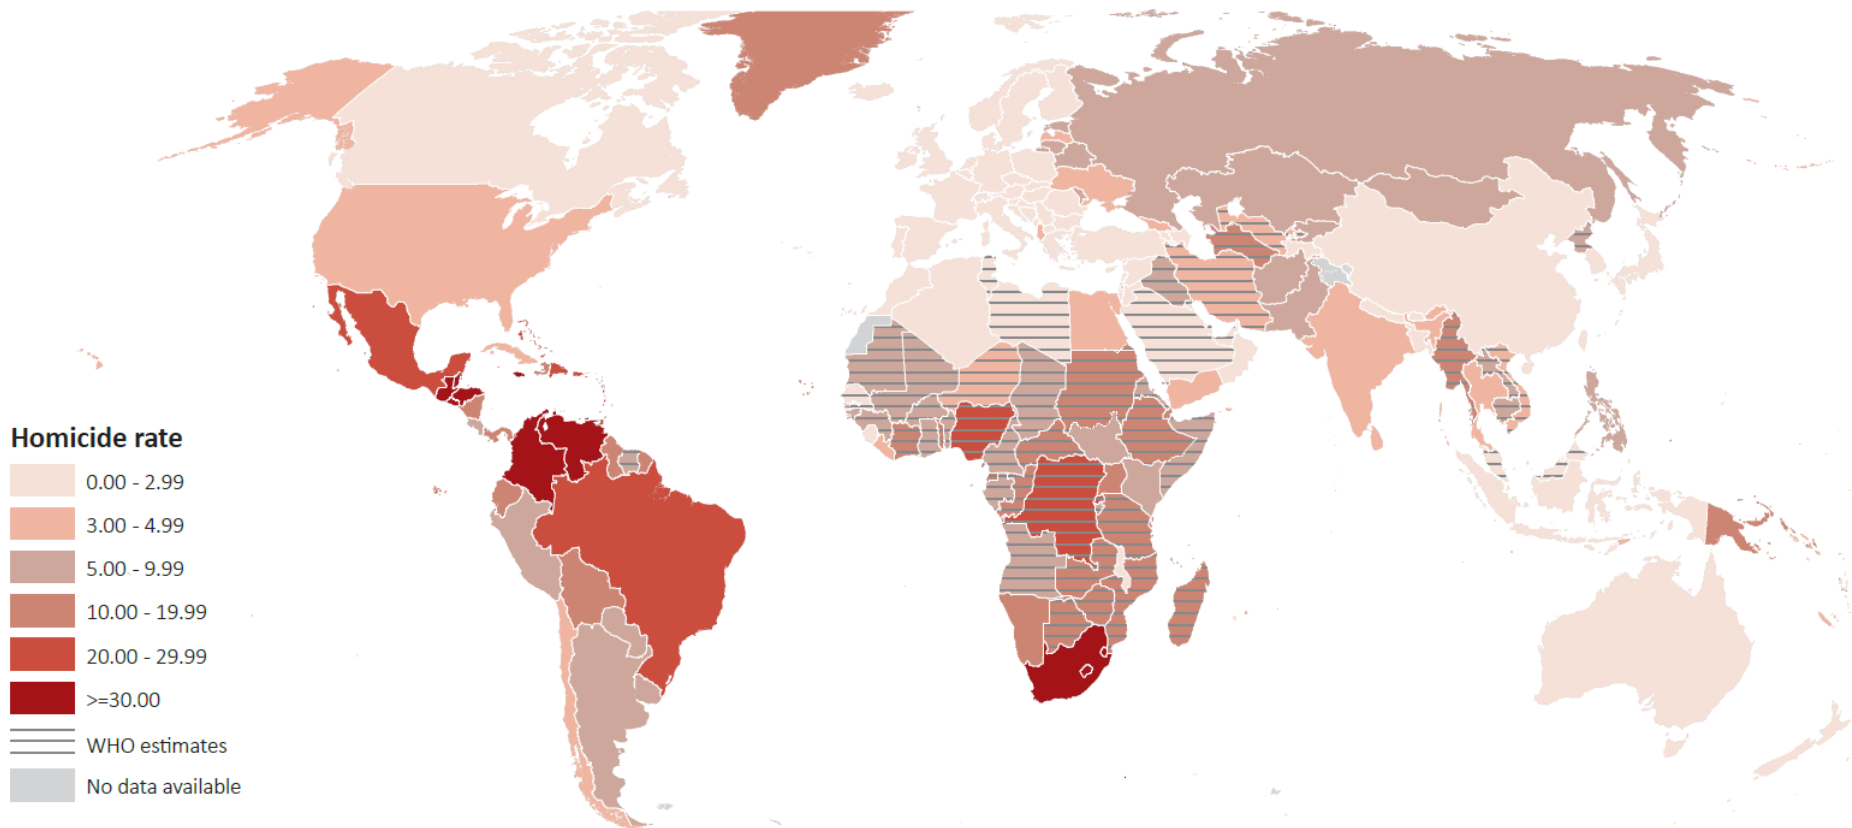 Homicide rate
0.00 - 2.99
3.00 - 4.99
5.00 - 9.99
10.00 - 19.99
20.00 - 29.99
>=30.00
WHO estimates
No data available